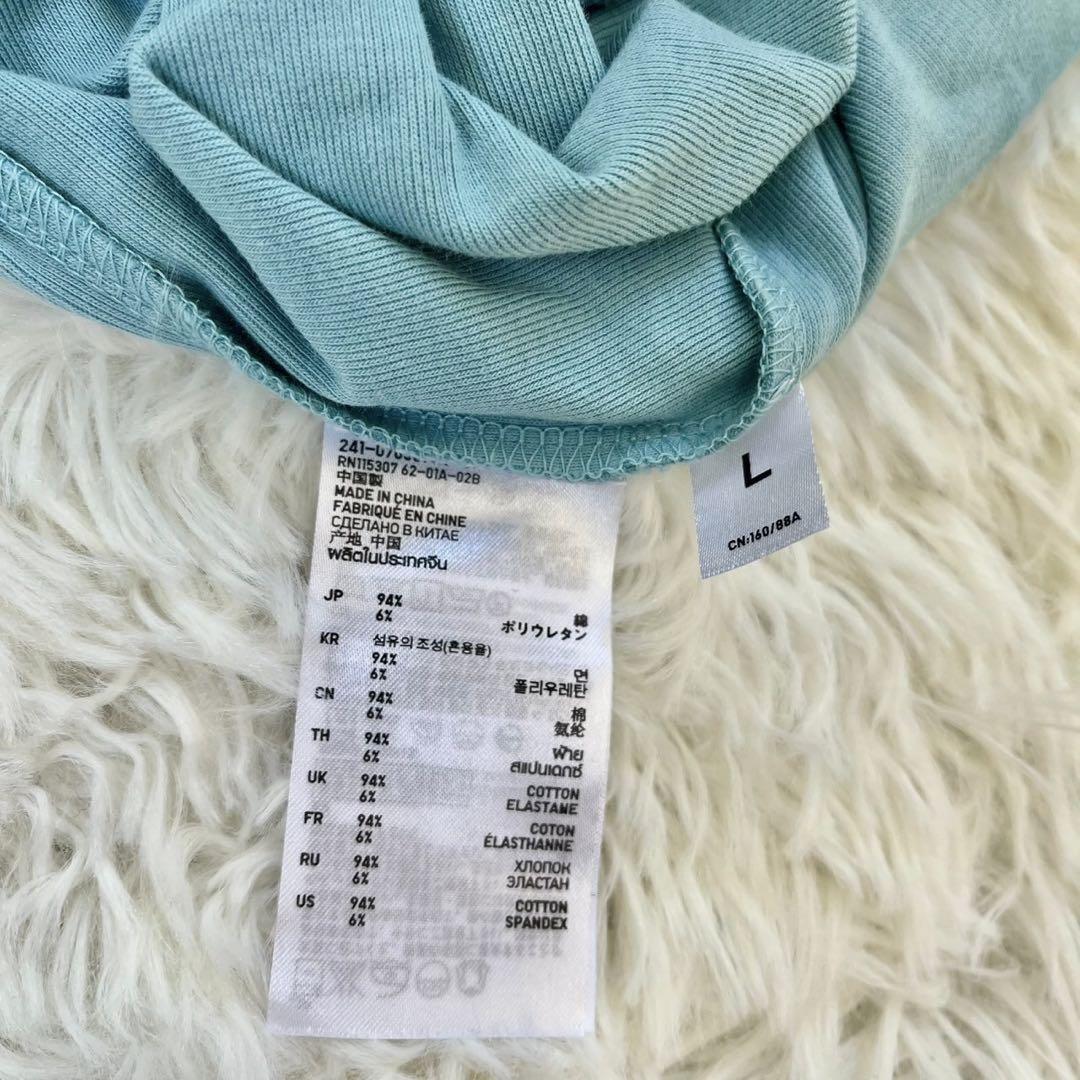 RN115307 62-01A-02B
中国製
MADE IN CHINA
FABRIQUÉ EN CHINE
СДЕЛАНО В КИТАЕ
产地 中国
ผลิตในประเทศจีน
JP 94% 綿
6% ポリウレタン
KR 섬유의 조성(혼용율)
94% 면
6% 폴리우레탄
CN 94% 棉
6% 氨纶
TH 94% ฝ้าย
6% สแปนเดกซ์
UK 94% COTTON
6% ELASTANE
FR 94% COTON
6% ÉLASTHANNE
RU 94% ХЛОПОК
6% ЭЛАСТАН
US 94% COTTON
6% SPANDEX
L
CN:160/88A